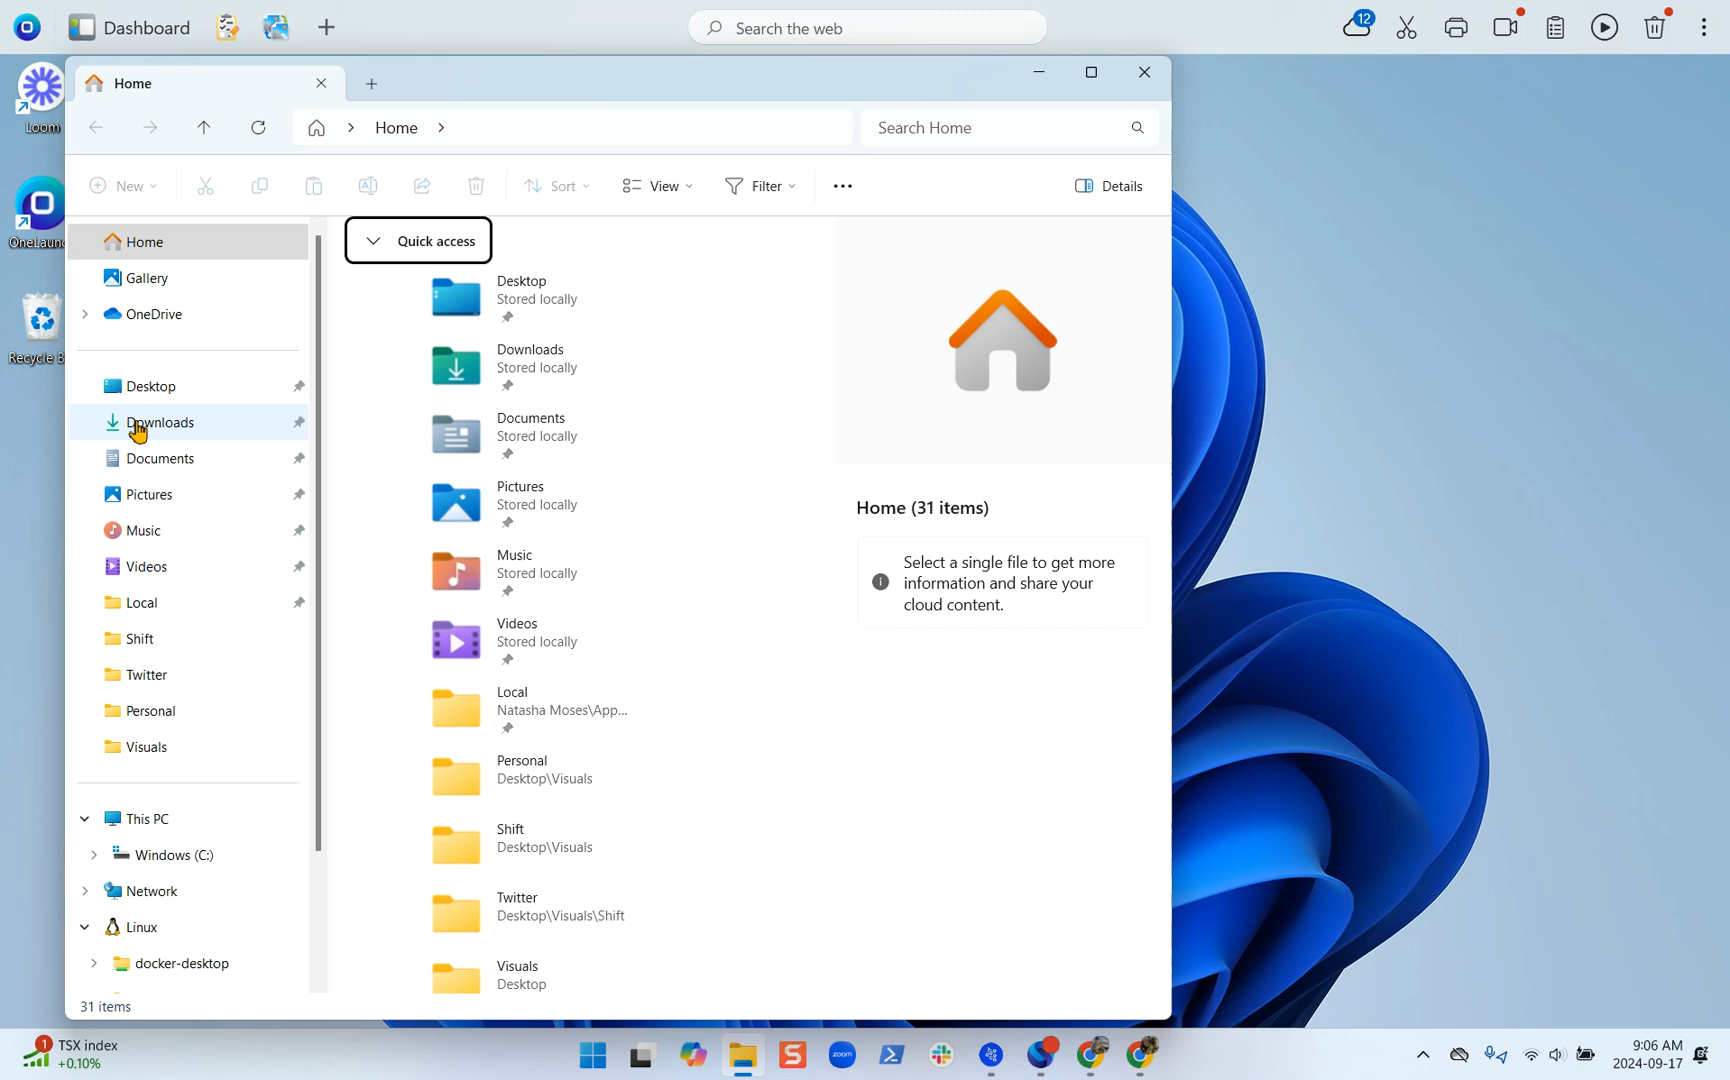 Dashboard
Search the web
12
Loom
OneLaun
Recycle B
Home
Home
Search Home
New
Sort
View
Filter
Details
Home
Gallery
OneDrive
Desktop
Downloads
Documents
Pictures
Music
Videos
Local
Shift
Twitter
Personal
Visuals
This PC
Windows (C:)
Network
Linux
docker-desktop
31 items
Quick access
Desktop
Stored locally
Downloads
Stored locally
Documents
Stored locally
Pictures
Stored locally
Music
Stored locally
Videos
Stored locally
Local
Natasha Moses\App...
Personal
Desktop\Visuals
Shift
Desktop\Visuals
Twitter
Desktop\Visuals\Shift
Visuals
Desktop
Home (31 items)
Select a single file to get more
information and share your
cloud content.
1
TSX index
+0.10%
zoom
9:06 AM
2024-09-17